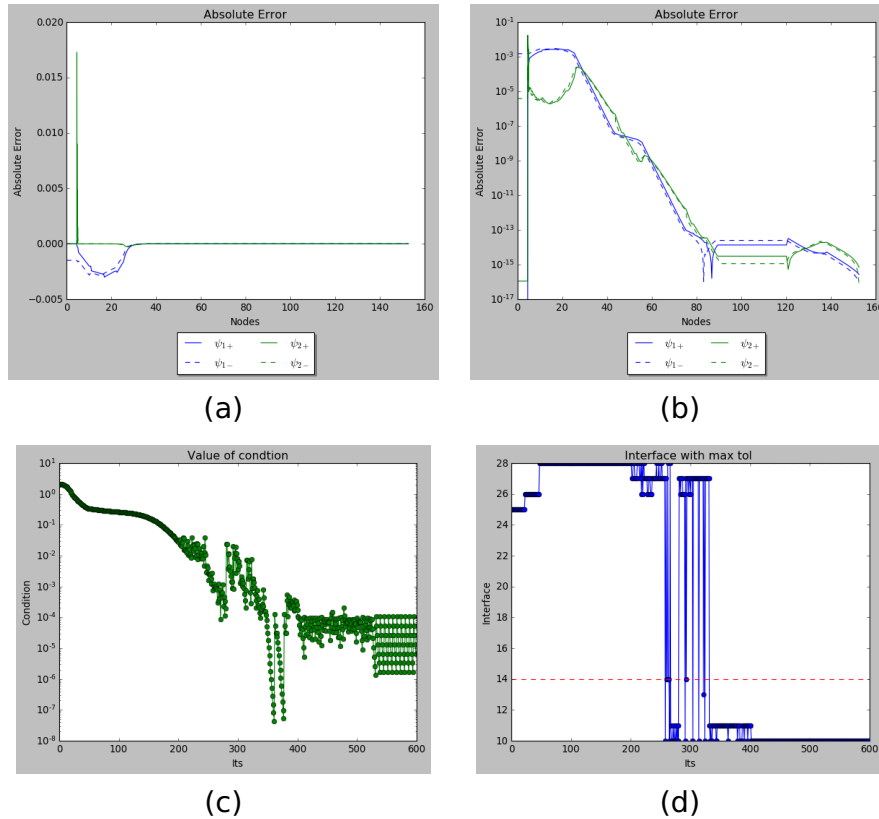 Absolute Error
0.020
0.015
0.010
0.005
0.000
−0.005
Absolute Error
0 20 40 60 80 100 120 140 160
Nodes
ψ1+ ψ2+
ψ1− ψ2−
(a)
Absolute Error
10^-1
10^-3
10^-5
10^-7
10^-9
10^-11
10^-13
10^-15
10^-17
Absolute Error
0 20 40 60 80 100 120 140 160
Nodes
ψ1+ ψ2+
ψ1− ψ2−
(b)
Value of condtion
10^1
10^0
10^-1
10^-2
10^-3
10^-4
10^-5
10^-6
10^-7
10^-8
Condition
0 100 200 300 400 500 600
Its
(c)
Interface with max tol
28
26
24
22
20
18
16
14
12
10
Interface
0 100 200 300 400 500 600
Its
(d)